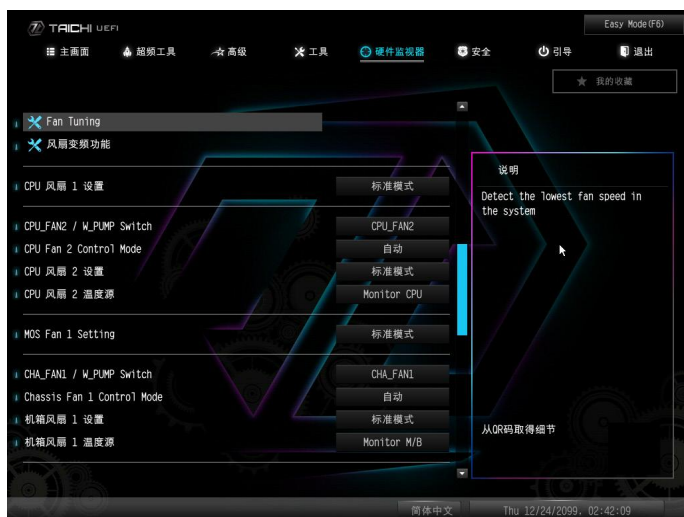 TAICHI UEFI
Easy Mode(F6)
主画面 超频工具 高级 工具 硬件监视器 安全 引导 退出
我的收藏
Fan Tuning
风扇变频功能
CPU 风扇 1 设置 标准模式
CPU_FAN2 / W_PUMP Switch CPU_FAN2
CPU Fan 2 Control Mode 自动
CPU 风扇 2 设置 标准模式
CPU 风扇 2 温度源 Monitor CPU
MOS Fan 1 Setting 标准模式
CHA_FAN1 / W_PUMP Switch CHA_FAN1
Chassis Fan 1 Control Mode 自动
机箱风扇 1 设置 标准模式
机箱风扇 1 温度源 Monitor M/B
说明
Detect the lowest fan speed in
the system
从QR码取得细节
简体中文 Thu 12/24/2099, 02:42:09